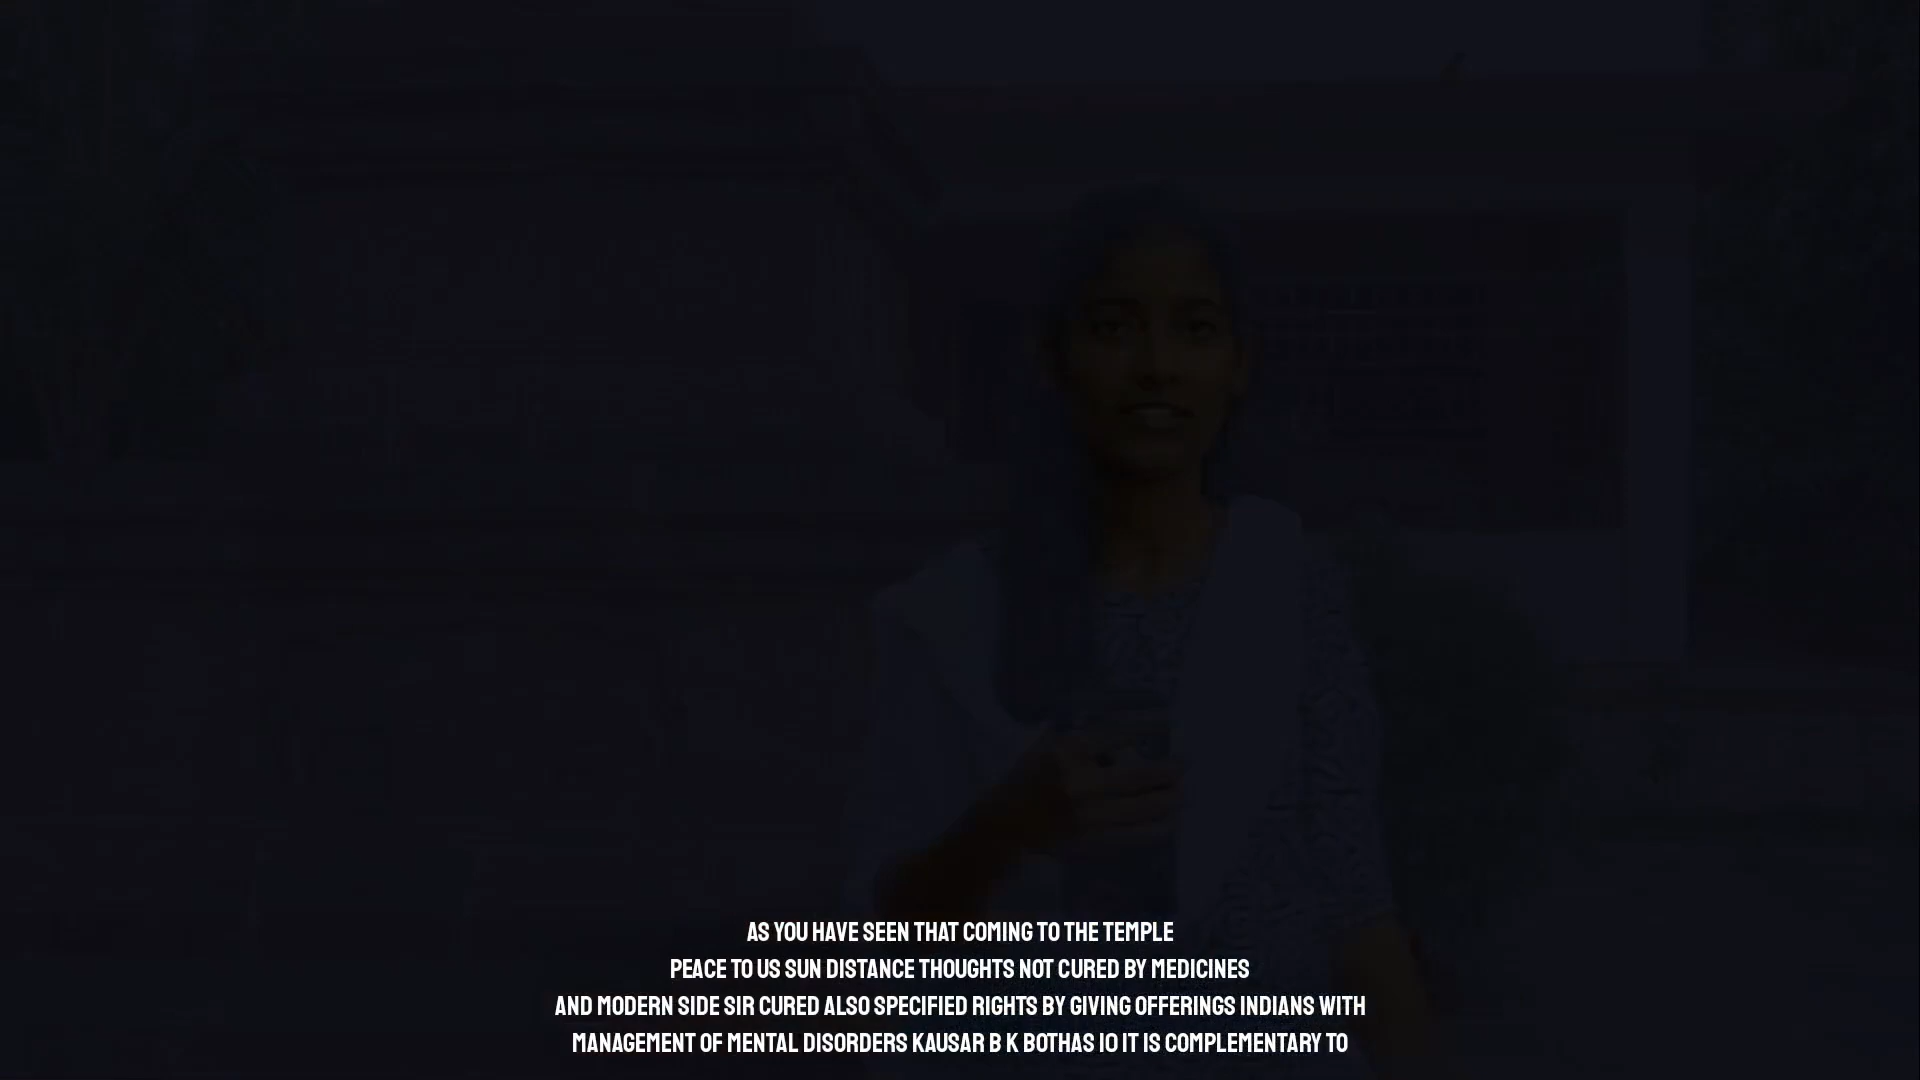 AS YOU HAVE SEEN THAT COMING TO THE TEMPLE
PEACE TO US SUN DISTANCE THOUGHTS NOT CURED BY MEDICINES
AND MODERN SIDE SIR CURED ALSO SPECIFIED RIGHTS BY GIVING OFFERINGS INDIANS WITH
MANAGEMENT OF MENTAL DISORDERS KAUSAR B K BOTHAS IO IT IS COMPLEMENTARY TO